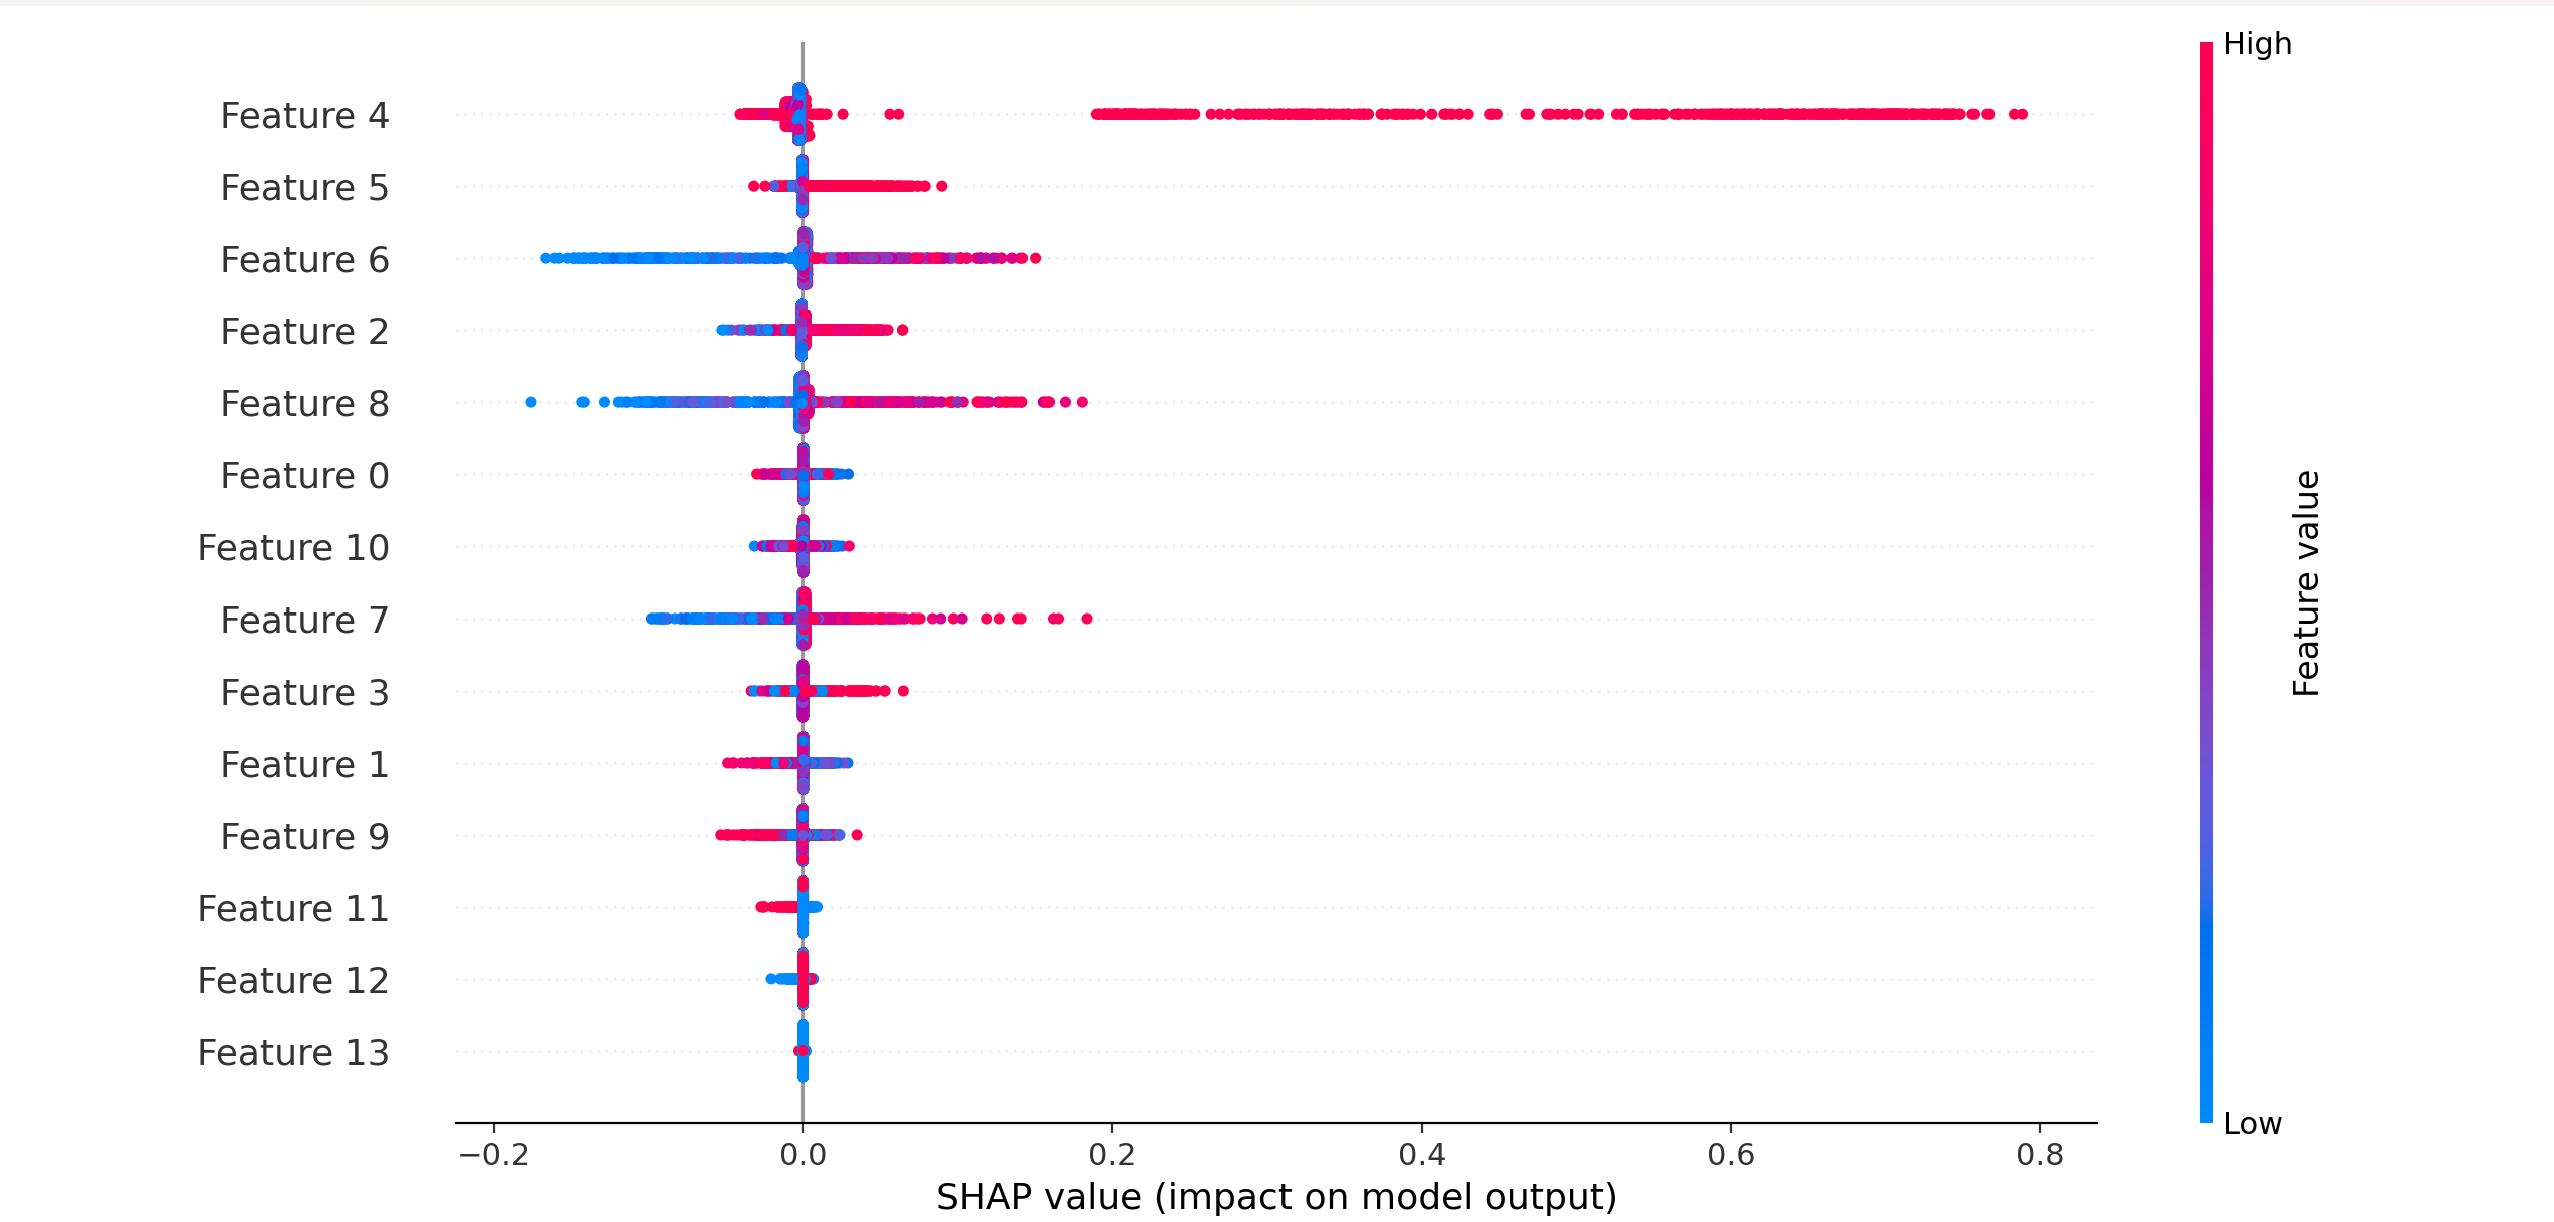 High
Feature 4
Feature 5
Feature 6
Feature 2
Feature 8
Feature 0
Feature 10
Feature 7
Feature 3
Feature 1
Feature 9
Feature 11
Feature 12
Feature 13
Feature value
Low
−0.2 0.0 0.2 0.4 0.6 0.8
SHAP value (impact on model output)